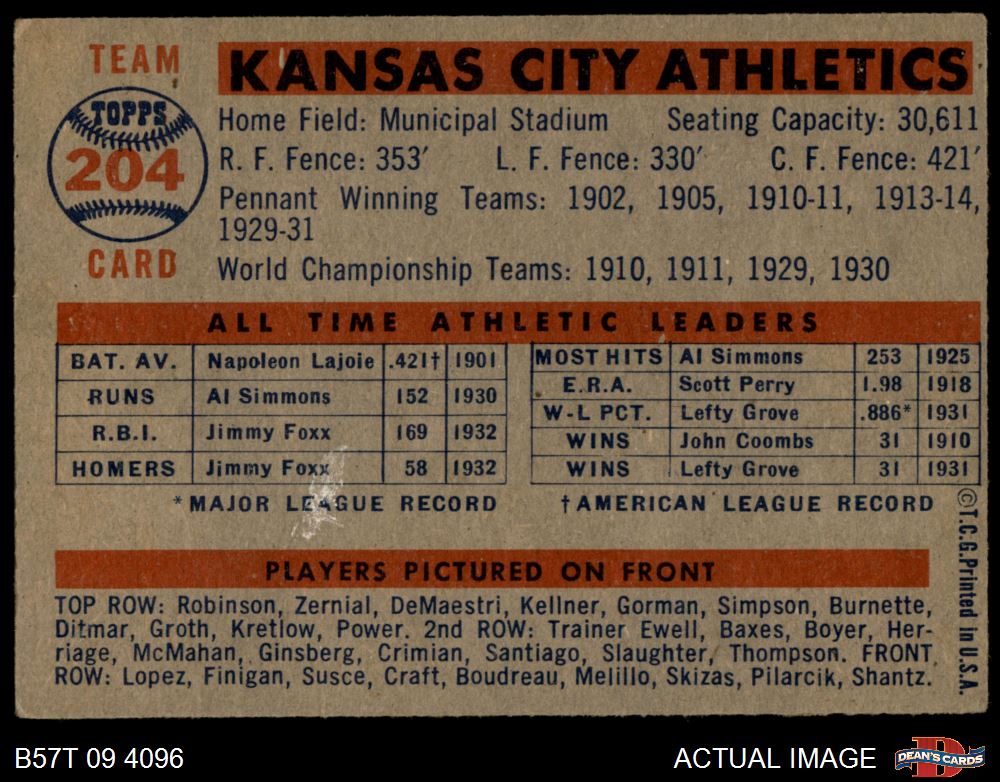 TEAM
TOPPS
204
CARD
KANSAS CITY ATHLETICS
Home Field: Municipal Stadium Seating Capacity: 30,611
R. F. Fence: 353′ L. F. Fence: 330′ C. F. Fence: 421′
Pennant Winning Teams: 1902, 1905, 1910-11, 1913-14,
1929-31
World Championship Teams: 1910, 1911, 1929, 1930
ALL TIME ATHLETIC LEADERS
BAT. AV. Napoleon Lajoie .421† 1901
RUNS Al Simmons 152 1930
R.B.I. Jimmy Foxx 169 1932
HOMERS Jimmy Foxx 58 1932
MOST HITS Al Simmons 253 1925
E.R.A. Scott Perry 1.98 1918
W-L PCT. Lefty Grove .886* 1931
WINS John Coombs 31 1910
WINS Lefty Grove 31 1931
*MAJOR LEAGUE RECORD †AMERICAN LEAGUE RECORD
©T.C.G.Printed in U.S.A.
PLAYERS PICTURED ON FRONT
TOP ROW: Robinson, Zernial, DeMaestri, Kellner, Gorman, Simpson, Burnette,
Ditmar, Groth, Kretlow, Power. 2nd ROW: Trainer Ewell, Baxes, Boyer, Her-
riage, McMahan, Ginsberg, Crimian, Santiago, Slaughter, Thompson. FRONT
ROW: Lopez, Finigan, Susce, Craft, Boudreau, Melillo, Skizas, Pilarcik, Shantz.
B57T 09 4096
ACTUAL IMAGE
DEAN'S CARDS